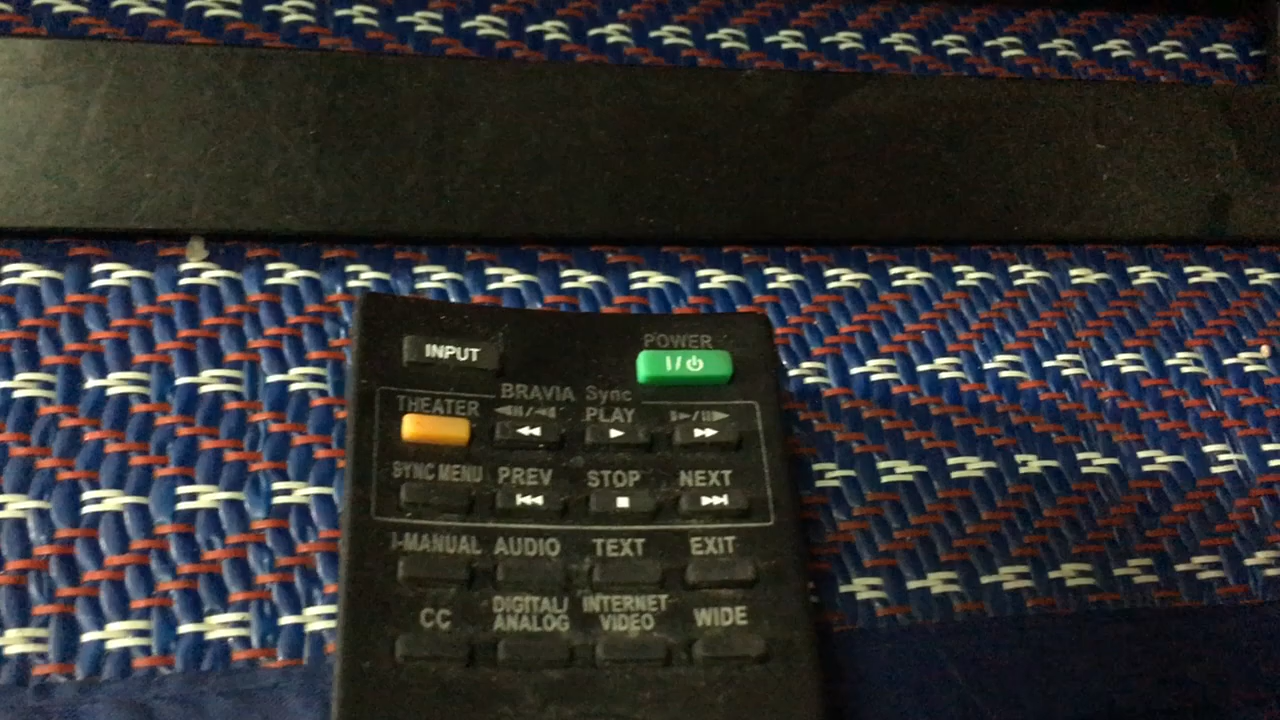 INPUT
POWER
BRAVIA Sync
THEATER
PLAY
SYNC MENU PREV STOP NEXT
I-MANUAL AUDIO TEXT EXIT
CC DIGITAL/ INTERNET WIDE
ANALOG VIDEO